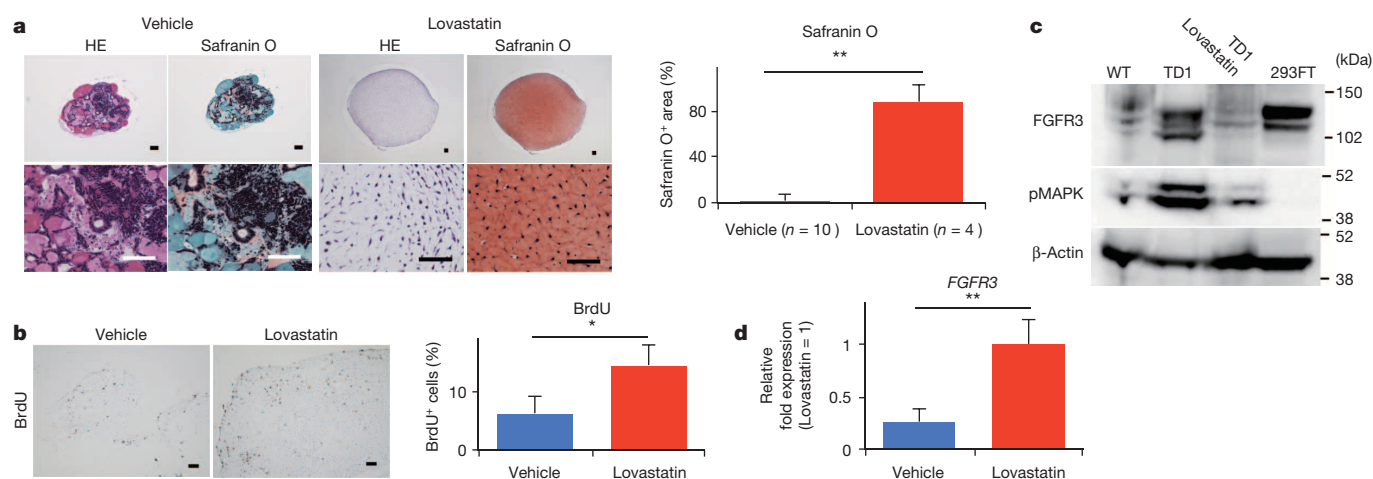 a
Vehicle
Lovastatin
HE
Safranin O
HE
Safranin O
Safranin O
**
Safranin O⁺ area (%)
80
40
0
Vehicle (n = 10 )
Lovastatin (n = 4 )
b
Vehicle
Lovastatin
BrdU
BrdU
*
BrdU⁺ cells (%)
10
0
Vehicle
Lovastatin
c
WT
TD1
TD1
Lovastatin
293FT
(kDa)
FGFR3
150
102
pMAPK
52
38
β-Actin
52
38
d
FGFR3
**
Relative
fold expression
(Lovastatin = 1)
1
0.5
0
Vehicle
Lovastatin